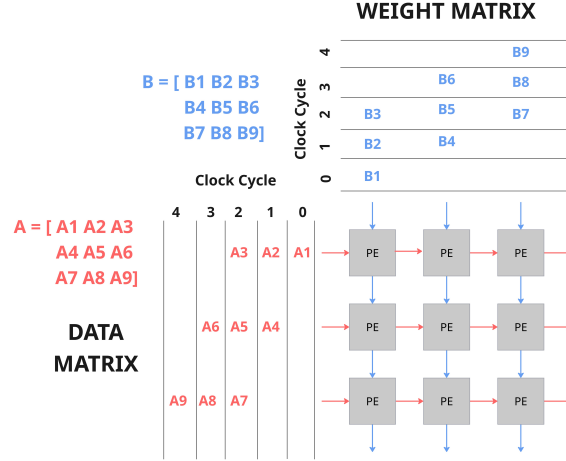 WEIGHT MATRIX
4 B9
B = [ B1 B2 B3
B4 B5 B6
B7 B8 B9]
Clock Cycle
3 B6 B8
2 B3 B5 B7
1 B2 B4
0 B1
Clock Cycle
4 3 2 1 0
A = [ A1 A2 A3
A4 A5 A6
A7 A8 A9]
A3 A2 A1 PE PE PE
DATA
MATRIX
A6 A5 A4 PE PE PE
A9 A8 A7 PE PE PE